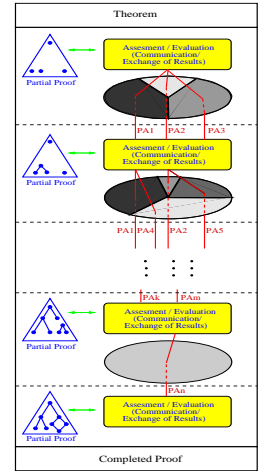 Theorem
Assesment / Evaluation
(Communication/
Exchange of Results)
Partial Proof
PA1 PA2 PA3
Assesment / Evaluation
(Communication/
Exchange of Results)
Partial Proof
PA1 PA4 PA2 PA5
PAk PAm
Assesment / Evaluation
(Communication/
Exchange of Results)
Partial Proof
PAn
Assesment / Evaluation
(Communication/
Exchange of Results)
Partial Proof
Completed Proof